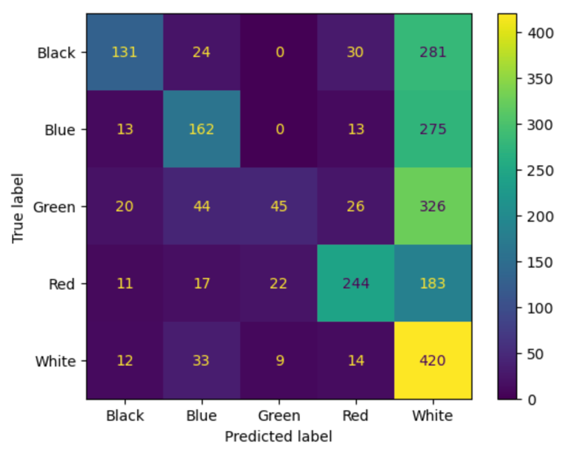 Black 131 24 0 30 281
Blue 13 162 0 13 275
Green 20 44 45 26 326
Red 11 17 22 244 183
White 12 33 9 14 420
Black Blue Green Red White
Predicted label
True label
400
350
300
250
200
150
100
50
0